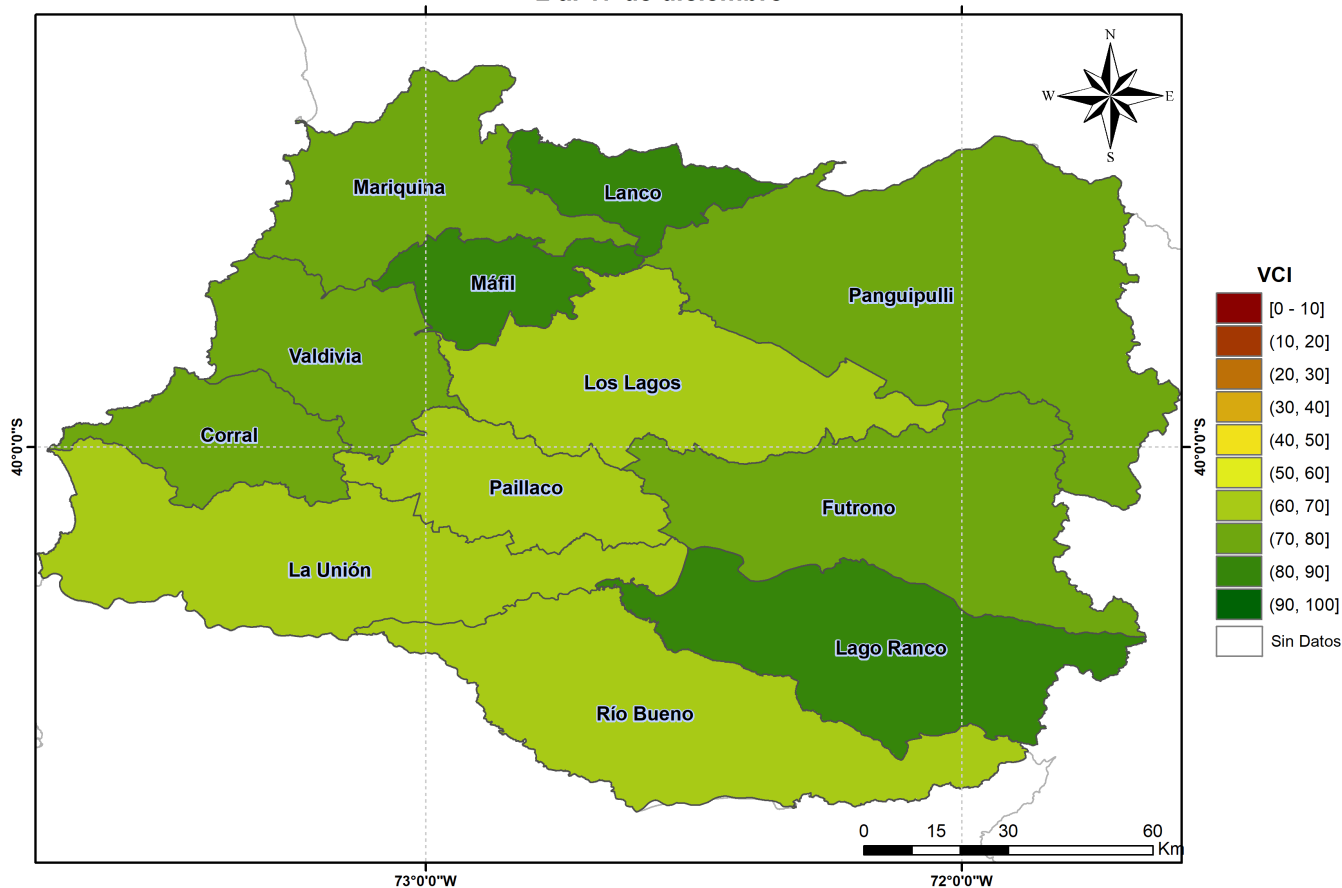 N
W E
S
Mariquina
Lanco
Máfil
Panguipulli
Valdivia
Los Lagos
Corral
Paillaco
Futrono
La Unión
Lago Ranco
Río Bueno
40°0'0"S
40°0'0"S
73°0'0"W
72°0'0"W
0 15 30 60
Km
VCI
[0 - 10]
(10, 20]
(20, 30]
(30, 40]
(40, 50]
(50, 60]
(60, 70]
(70, 80]
(80, 90]
(90, 100]
Sin Datos